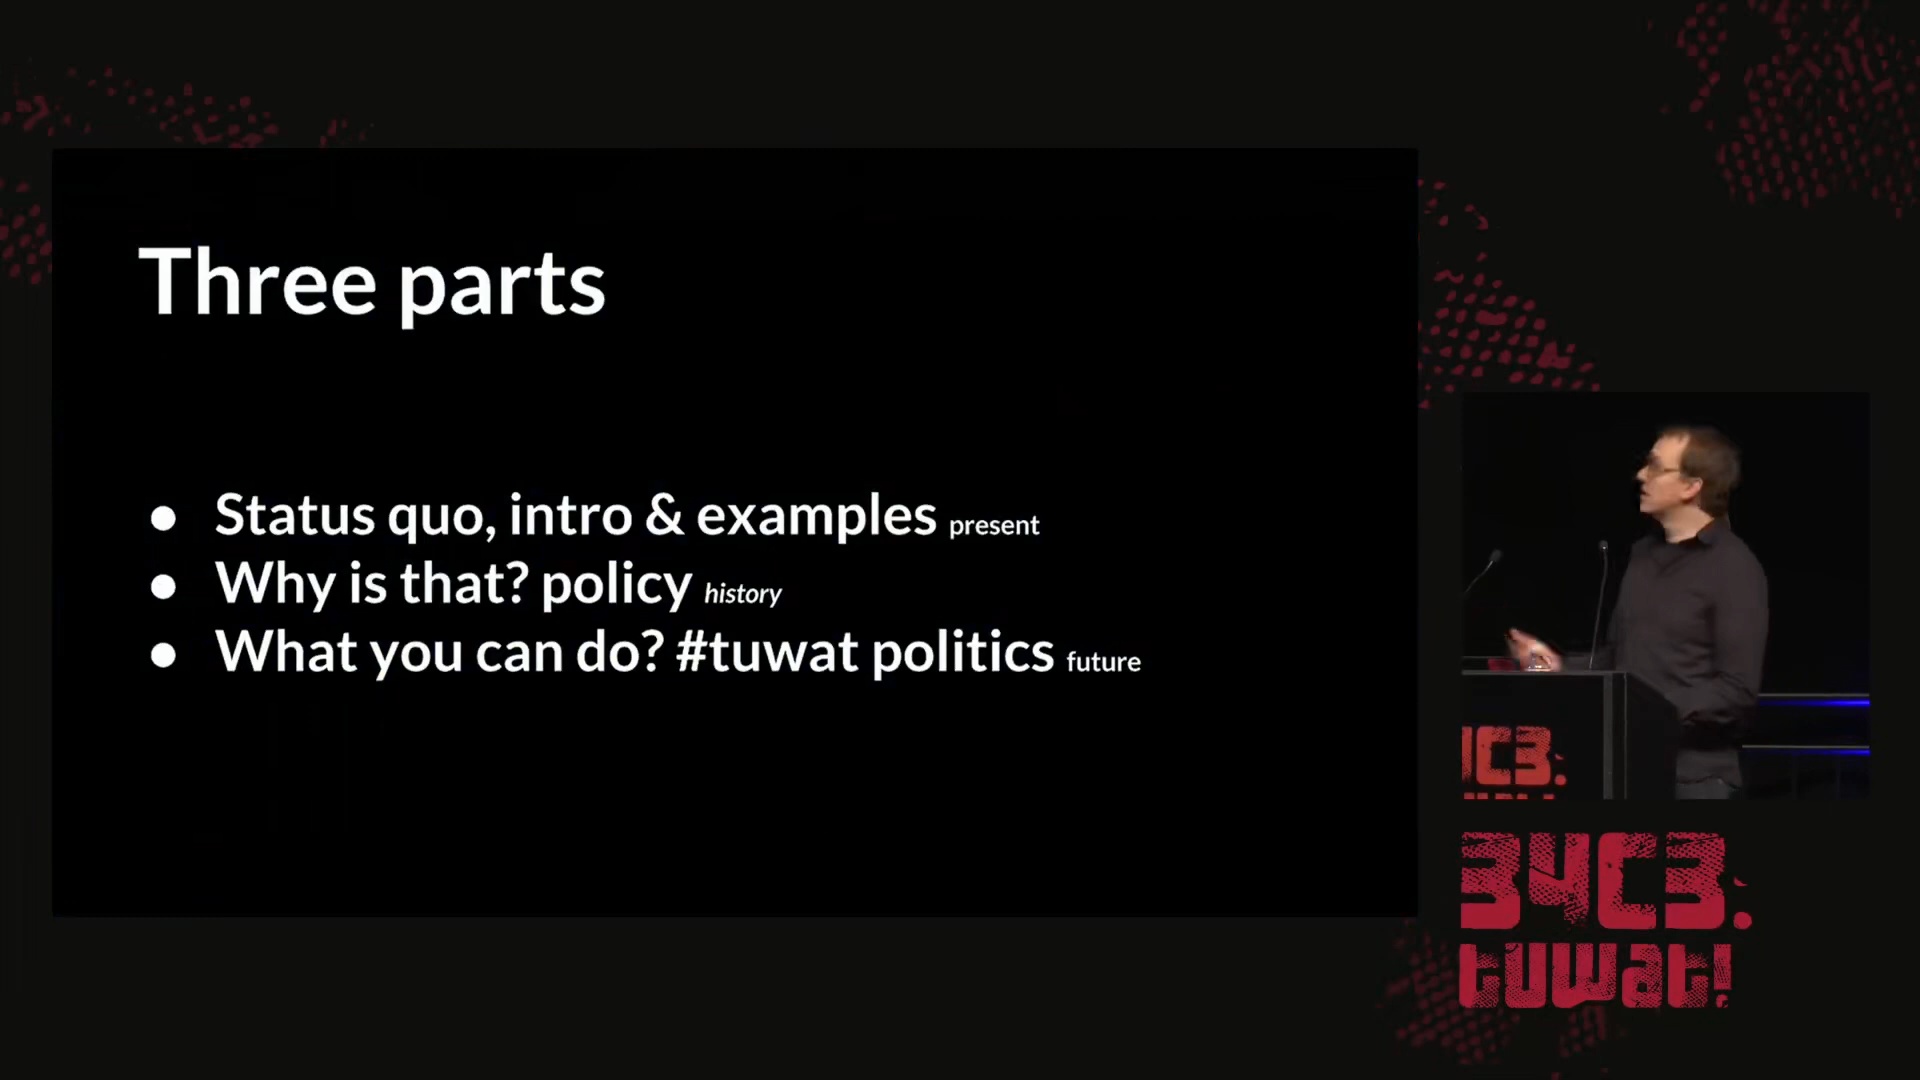 Three parts
● Status quo, intro & examples present
● Why is that? policy history
● What you can do? #tuwat politics future
1C3.
34C3.
tuwat!